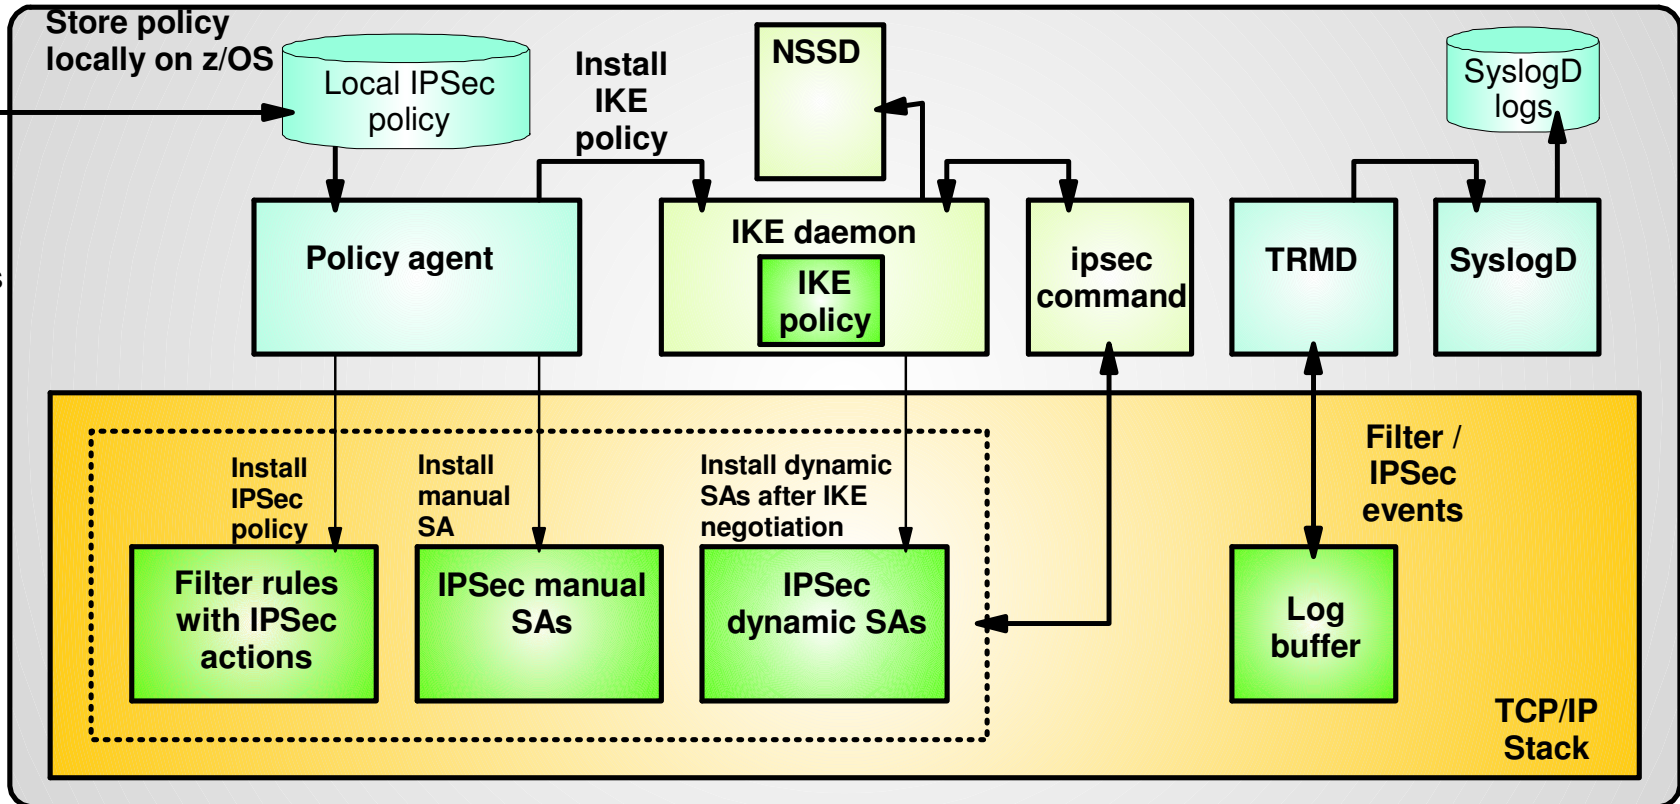 Store policy
locally on z/OS
Local IPSec
policy
Install
IKE
policy
NSSD
SyslogD
logs
s
Policy agent
IKE daemon
IKE
policy
ipsec
command
TRMD
SyslogD
Install
IPSec
policy
Install
manual
SA
Install dynamic
SAs after IKE
negotiation
Filter /
IPSec
events
Filter rules
with IPSec
actions
IPSec manual
SAs
IPSec
dynamic SAs
Log
buffer
TCP/IP
Stack